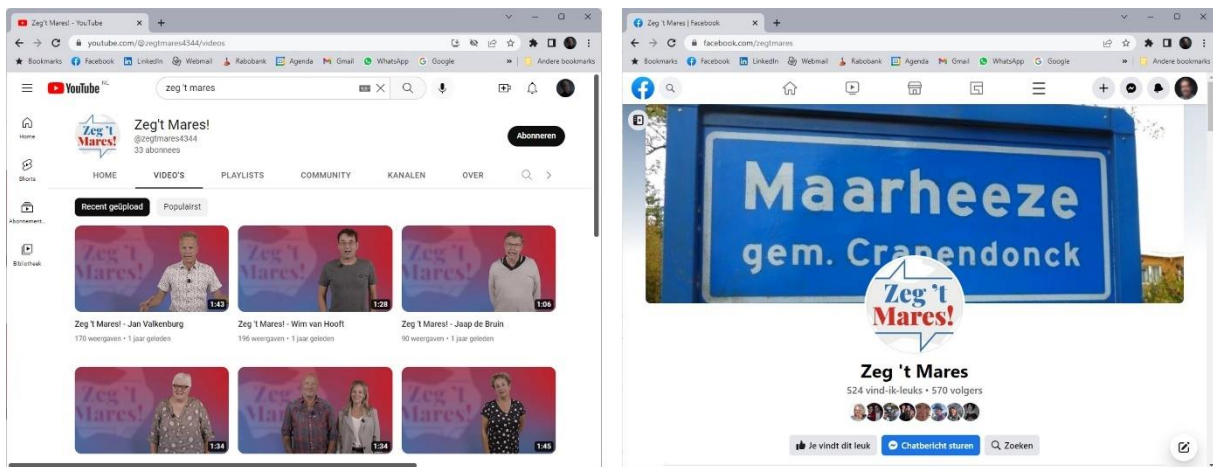 Zeg't Mares! - YouTube
youtube.com/@zegtmares4344/videos
Bookmarks Facebook LinkedIn Webmail Rabobank Agenda Gmail WhatsApp Google » Andere bookmarks
YouTube NL
zeg 't mares
Home
Shorts
Abonnement...
Bibliotheek
Zeg 't
Mares!
Zeg't Mares!
@zegtmares4344
33 abonnees
Abonneren
HOME VIDEO'S PLAYLISTS COMMUNITY KANALEN OVER
Recent geüpload Populairst
1:43 1:28 1:06
Zeg 't Mares! - Jan Valkenburg Zeg 't Mares! - Wim van Hooft Zeg 't Mares! - Jaap de Bruin
170 weergaven • 1 jaar geleden 196 weergaven • 1 jaar geleden 90 weergaven • 1 jaar geleden
1:34 1:34 1:45
Zeg 't Mares | Facebook
facebook.com/zegtmares
Bookmarks Facebook LinkedIn Webmail Rabobank Agenda Gmail WhatsApp Google » Andere bookmarks
Maarheeze
gem. Cranendonck
Zeg 't
Mares!
Zeg 't Mares
524 vind-ik-leuks • 570 volgers
Je vindt dit leuk Chatbericht sturen Zoeken